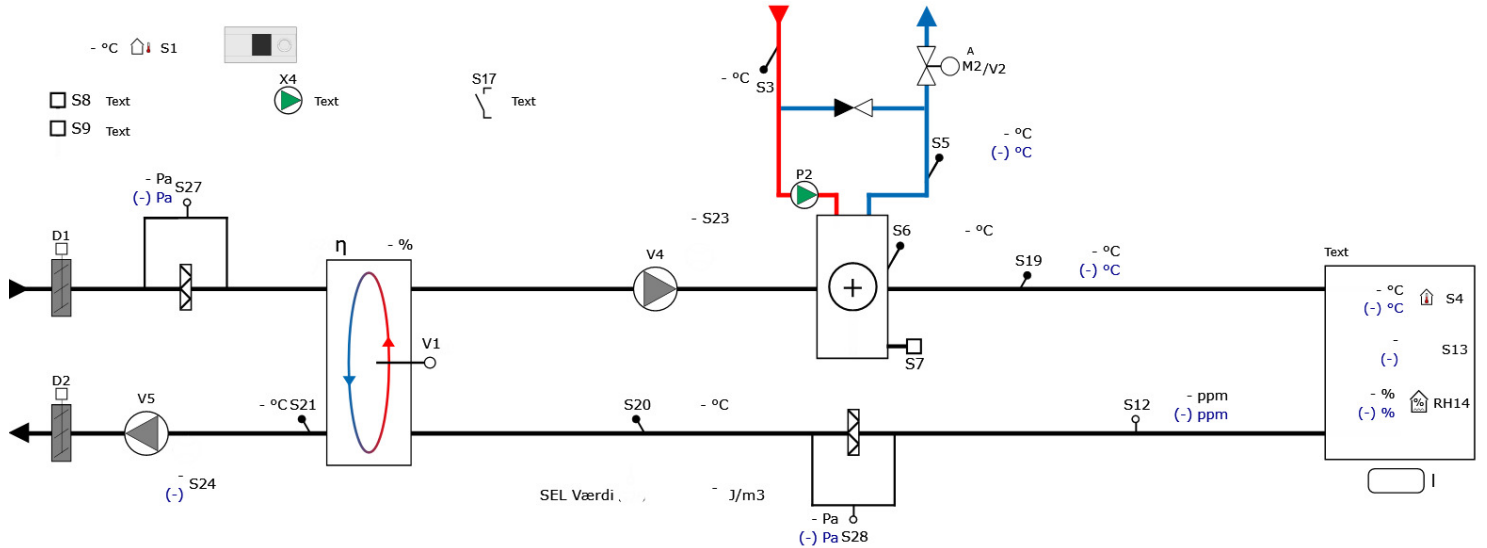 - °C S1
S8 Text
S9 Text
X4
Text
S17
Text
- °C
S3
A
M2/V2
- °C
(-) °C
S5
P2
- Pa
(-) Pa
S27
D1
η - %
- S23
V4
S6
- °C
S19
- °C
(-) °C
Text
- °C
(-) °C
S4
-
(-)
S13
- %
(-) %
% RH14
V1
S7
D2
V5
- °C S21
S20
- °C
S12
- ppm
(-) ppm
-
(-)
S24
SEL Værdi - J/m3
- Pa
(-) Pa
S28
I